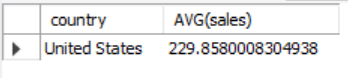 country AVG(sales)
United States 229.8580008304938